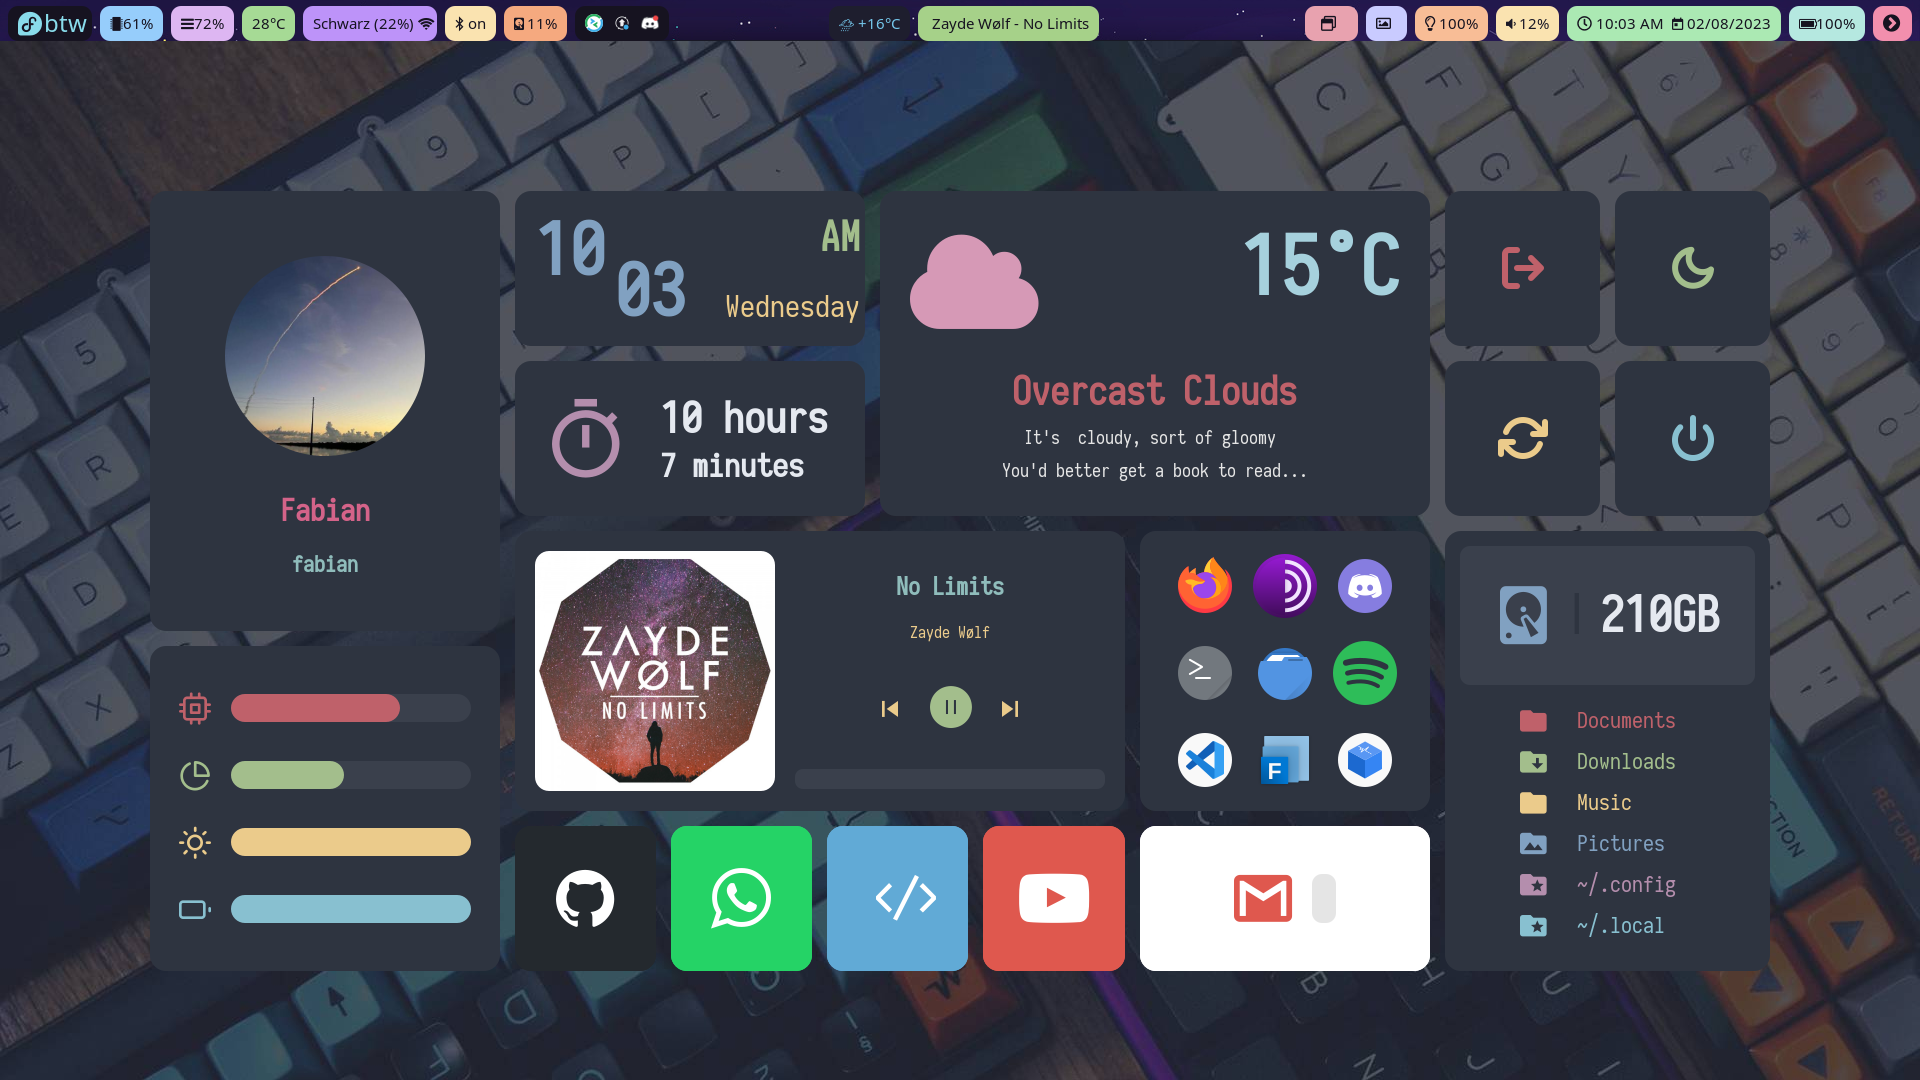 btw
61%
72%
28°C
Schwarz (22%)
on
11%
+16°C
Zayde Wølf - No Limits
100%
12%
10:03 AM
02/08/2023
100%
10
03
AM
Wednesday
10 hours
7 minutes
15°C
Overcast Clouds
It's cloudy, sort of gloomy
You'd better get a book to read...
Fabian
fabian
ZAYDE
WØLF
NO LIMITS
No Limits
Zayde Wølf
F
210GB
Documents
Downloads
Music
Pictures
~/.config
~/.local